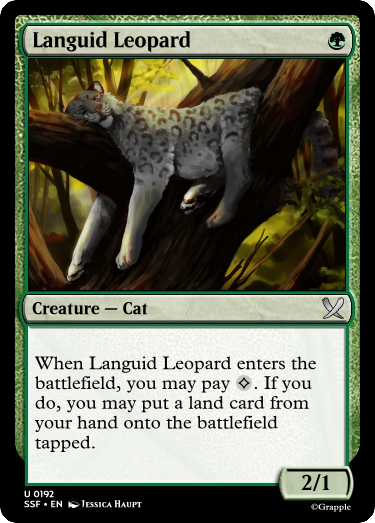 Languid Leopard
Creature — Cat
When Languid Leopard enters the
battlefield, you may pay . If you
do, you may put a land card from
your hand onto the battlefield
tapped.
2/1
U 0192
SSF • EN Jessica Haupt
©Grapple